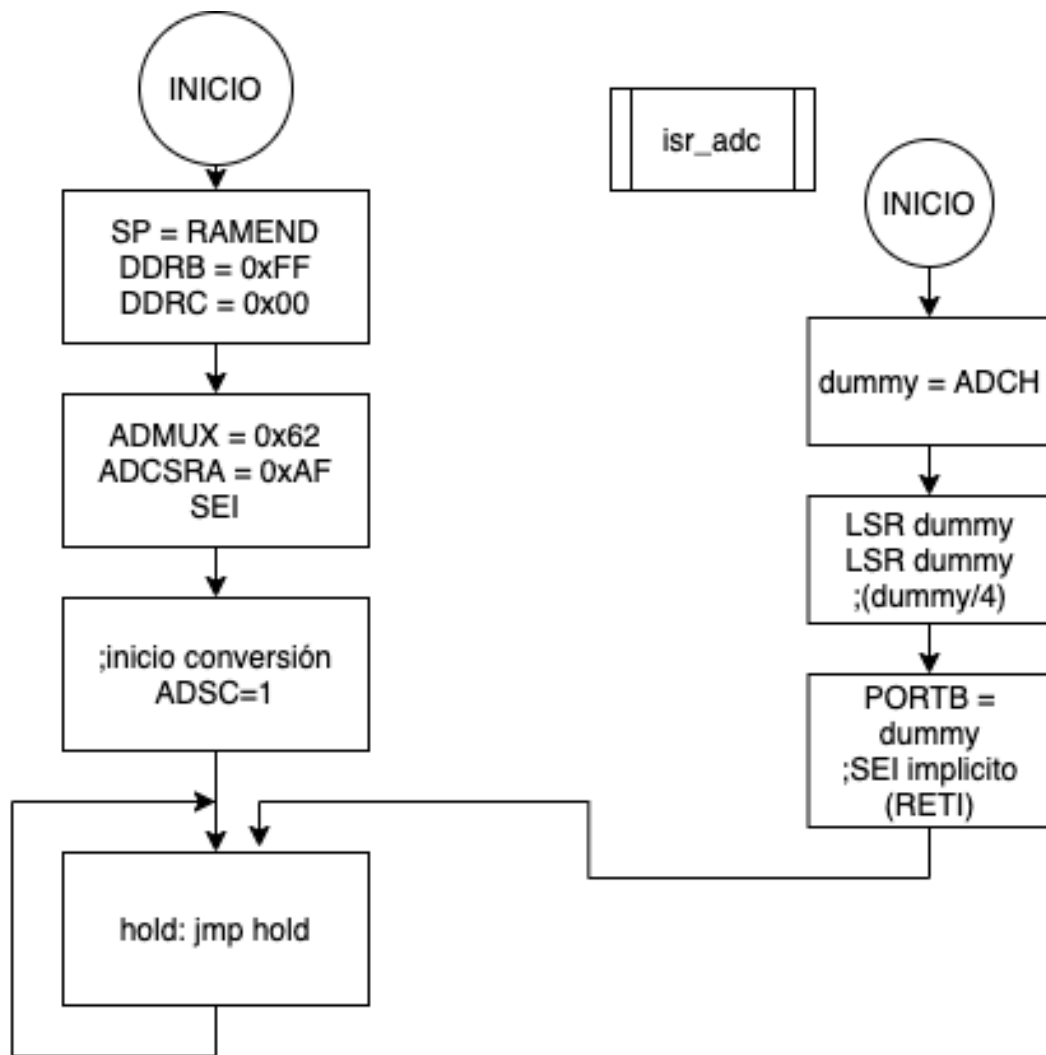 INICIO
SP = RAMEND
DDRB = 0xFF
DDRC = 0x00
ADMUX = 0x62
ADCSRA = 0xAF
SEI
;inicio conversión
ADSC=1
hold: jmp hold
isr_adc
INICIO
dummy = ADCH
LSR dummy
LSR dummy
;(dummy/4)
PORTB =
dummy
;SEI implicito
(RETI)